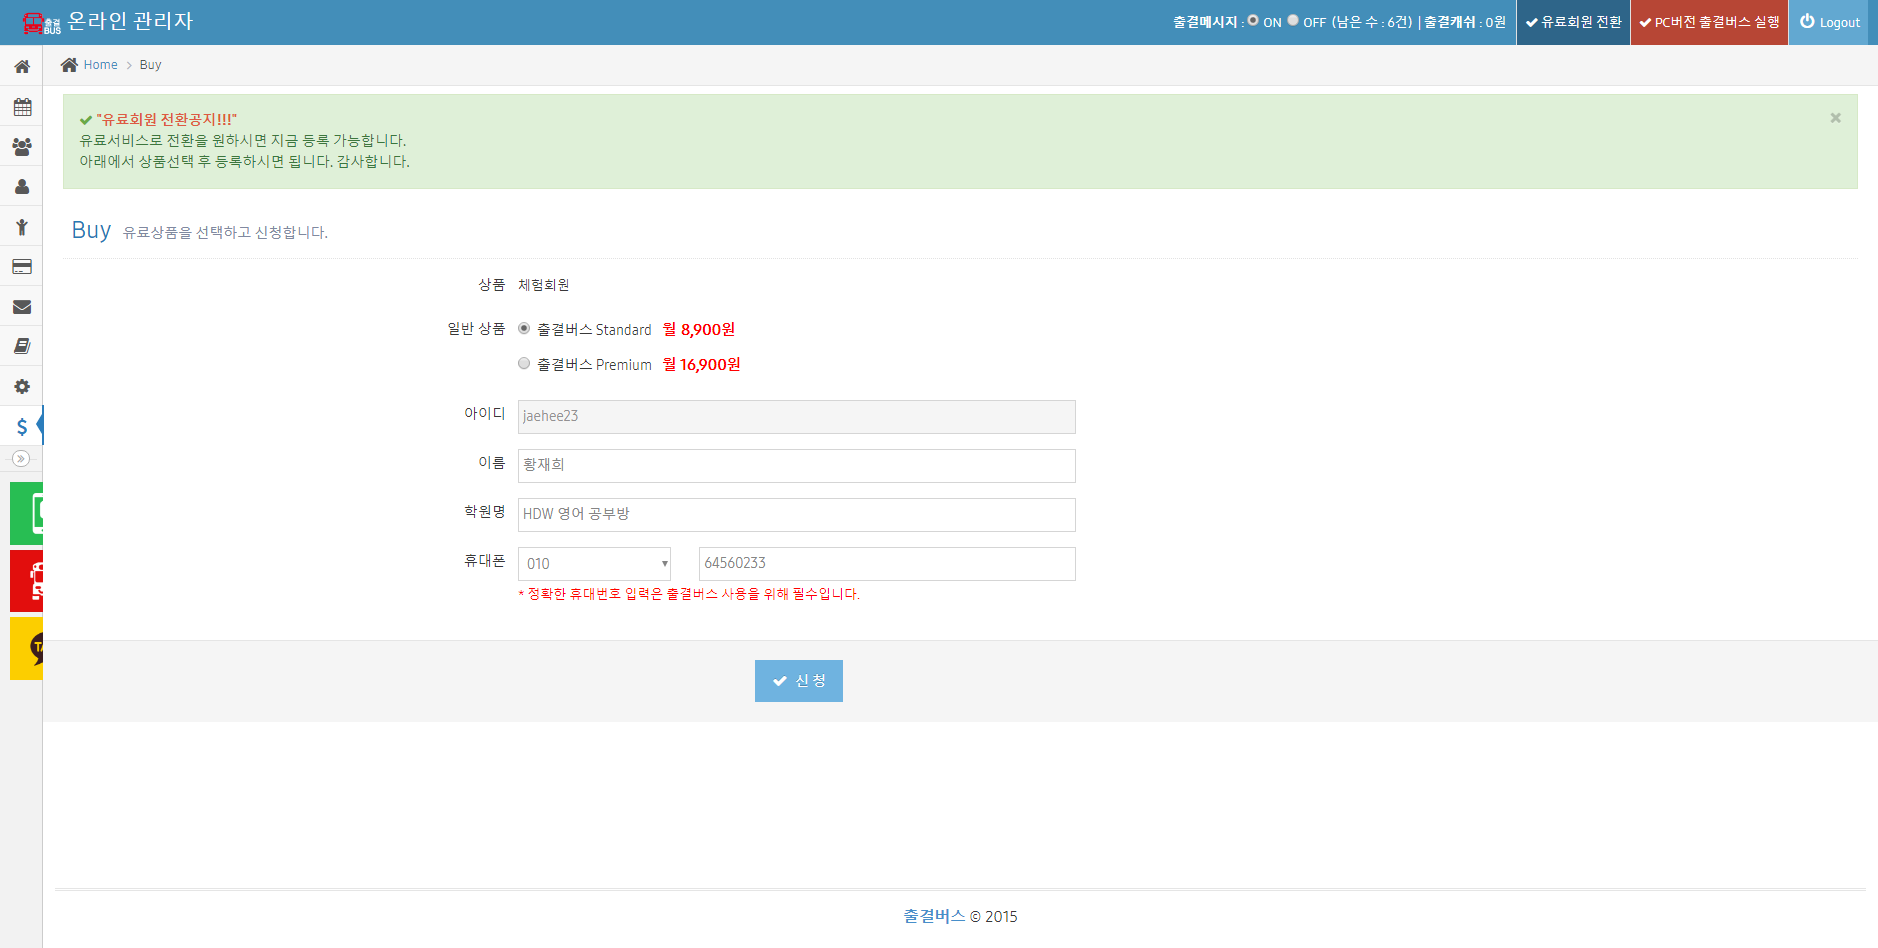 출결 BUS 온라인 관리자
출결메시지 : ON OFF (남은 수 : 6건) | 출결캐쉬 : 0원 유료회원 전환 PC버전 출결버스 실행 Logout
Home > Buy
"유료회원 전환공지!!!"
유료서비스로 전환을 원하시면 지금 등록 가능합니다.
아래에서 상품선택 후 등록하시면 됩니다. 감사합니다.
Buy 유료상품을 선택하고 신청합니다.
상품 체험회원
일반 상품 출결버스 Standard 월 8,900원
출결버스 Premium 월 16,900원
아이디 jaehee23
이름 황재희
학원명 HDW 영어 공부방
휴대폰 010 64560233
* 정확한 휴대번호 입력은 출결버스 사용을 위해 필수입니다.
신 청
출결버스 © 2015